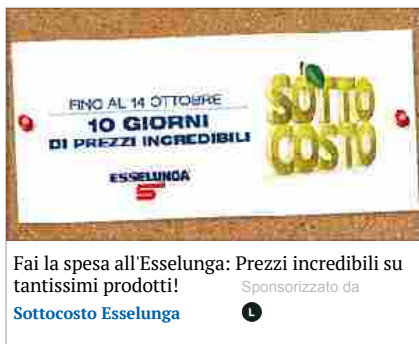 FINO AL 14 OTTOBRE
10 GIORNI
DI PREZZI INCREDIBILI
ESSELUNGA
SOTTO
COSTO
Fai la spesa all'Esselunga: Prezzi incredibili su
tantissimi prodotti!
Sponsorizzato da
Sottocosto Esselunga
L